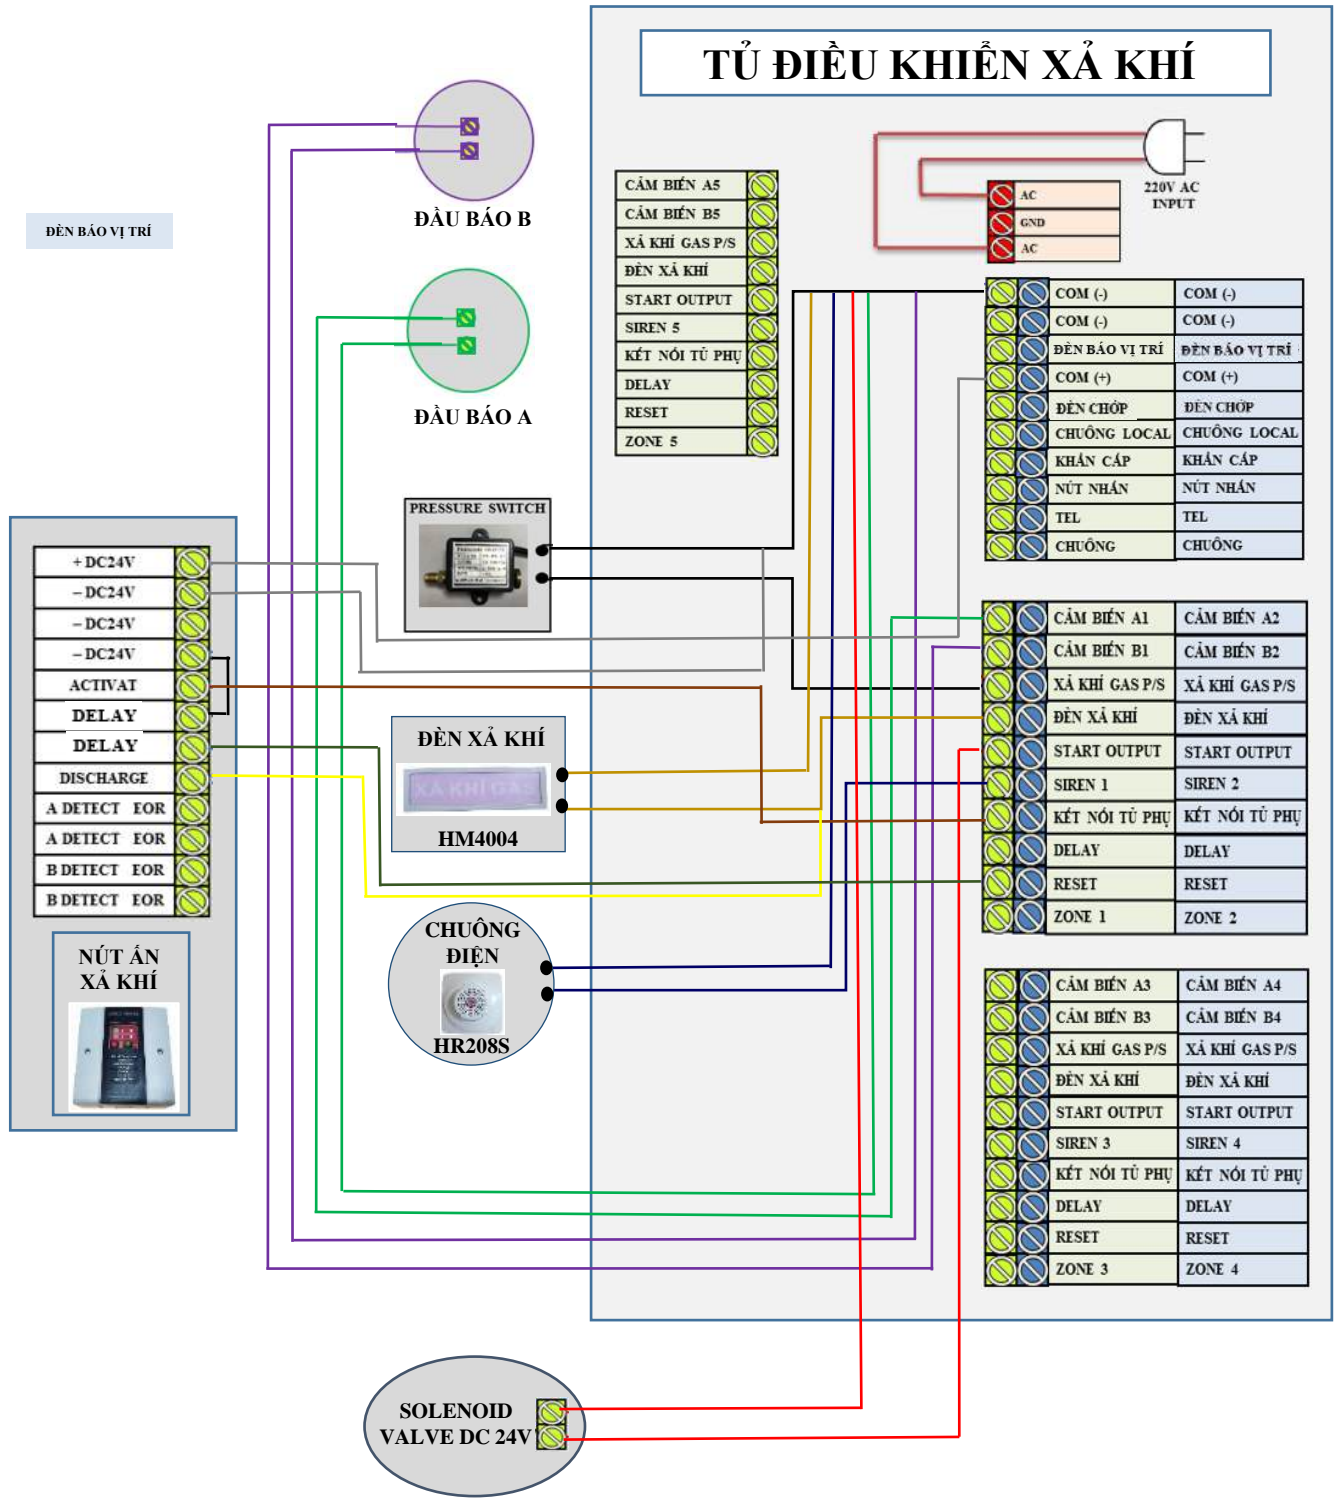 TỦ ĐIỀU KHIỂN XẢ KHÍ
220V AC
INPUT
AC
GND
AC
ĐẦU BÁO B
ĐÈN BÁO VỊ TRÍ
ĐẦU BÁO A
CẢM BIẾN A5
CẢM BIẾN B5
XẢ KHÍ GAS P/S
ĐÈN XẢ KHÍ
START OUTPUT
SIREN 5
KẾT NỐI TỦ PHỤ
DELAY
RESET
ZONE 5
COM (-) COM (-)
COM (-) COM (-)
ĐÈN BÁO VỊ TRÍ ĐÈN BÁO VỊ TRÍ
COM (+) COM (+)
ĐÈN CHỚP ĐÈN CHỚP
CHUÔNG LOCAL CHUÔNG LOCAL
KHẨN CẤP KHẨN CẤP
NÚT NHẤN NÚT NHẤN
TEL TEL
CHUÔNG CHUÔNG
PRESSURE SWITCH
+ DC24V
– DC24V
– DC24V
– DC24V
ACTIVAT
DELAY
DELAY
DISCHARGE
A DETECT EOR
A DETECT EOR
B DETECT EOR
B DETECT EOR
NÚT ẤN
XẢ KHÍ
CẢM BIẾN A1 CẢM BIẾN A2
CẢM BIẾN B1 CẢM BIẾN B2
XẢ KHÍ GAS P/S XẢ KHÍ GAS P/S
ĐÈN XẢ KHÍ ĐÈN XẢ KHÍ
START OUTPUT START OUTPUT
SIREN 1 SIREN 2
KẾT NỐI TỦ PHỤ KẾT NỐI TỦ PHỤ
DELAY DELAY
RESET RESET
ZONE 1 ZONE 2
ĐÈN XẢ KHÍ
XẢ KHÍ GAS
HM4004
CHUÔNG
ĐIỆN
HR208S
CẢM BIẾN A3 CẢM BIẾN A4
CẢM BIẾN B3 CẢM BIẾN B4
XẢ KHÍ GAS P/S XẢ KHÍ GAS P/S
ĐÈN XẢ KHÍ ĐÈN XẢ KHÍ
START OUTPUT START OUTPUT
SIREN 3 SIREN 4
KẾT NỐI TỦ PHỤ KẾT NỐI TỦ PHỤ
DELAY DELAY
RESET RESET
ZONE 3 ZONE 4
SOLENOID
VALVE DC 24V